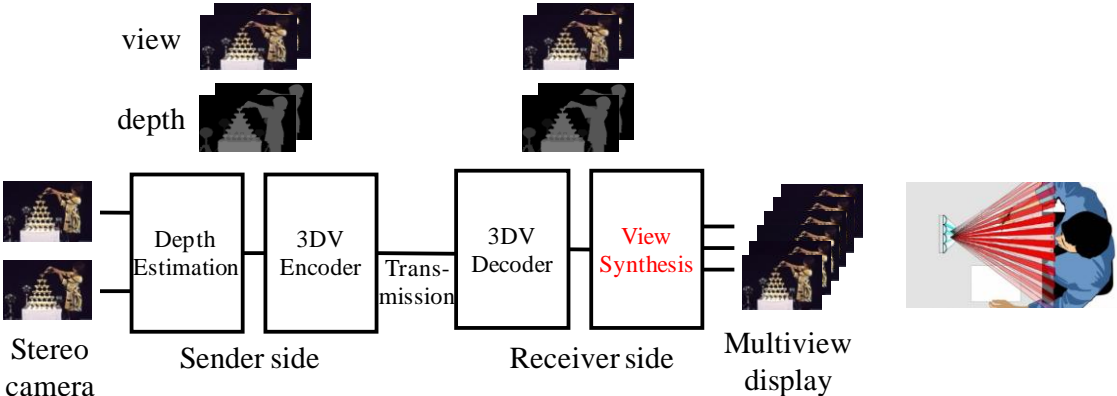 view
depth
Depth
Estimation
3DV
Encoder
Trans-
mission
3DV
Decoder
View
Synthesis
Stereo
camera
Sender side
Receiver side
Multiview
display